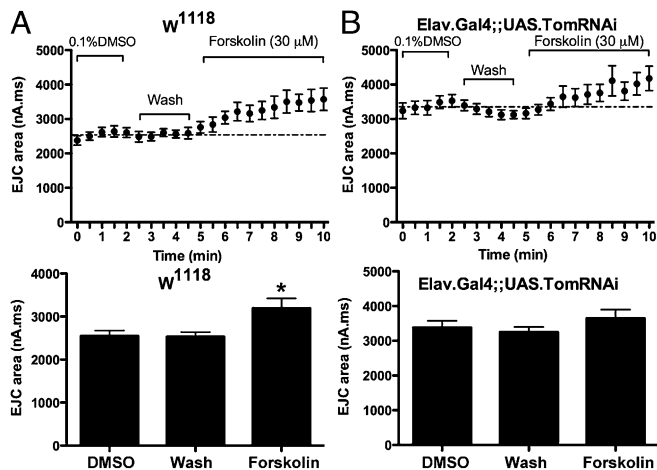 A
W1118
0.1%DMSO
Forskolin (30 µM)
Wash
EJC area (nA.ms)
5000
4000
3000
2000
1000
0
0 1 2 3 4 5 6 7 8 9 10
Time (min)
B
Elav.Gal4;;UAS.TomRNAi
0.1%DMSO
Forskolin (30 µM)
Wash
EJC area (nA.ms)
5000
4000
3000
2000
1000
0
0 1 2 3 4 5 6 7 8 9 10
Time (min)
W1118
EJC area (nA.ms)
4000
3000
2000
1000
0
*
DMSO Wash Forskolin
Elav.Gal4;;UAS.TomRNAi
EJC area (nA.ms)
5000
4000
3000
2000
1000
0
DMSO Wash Forskolin